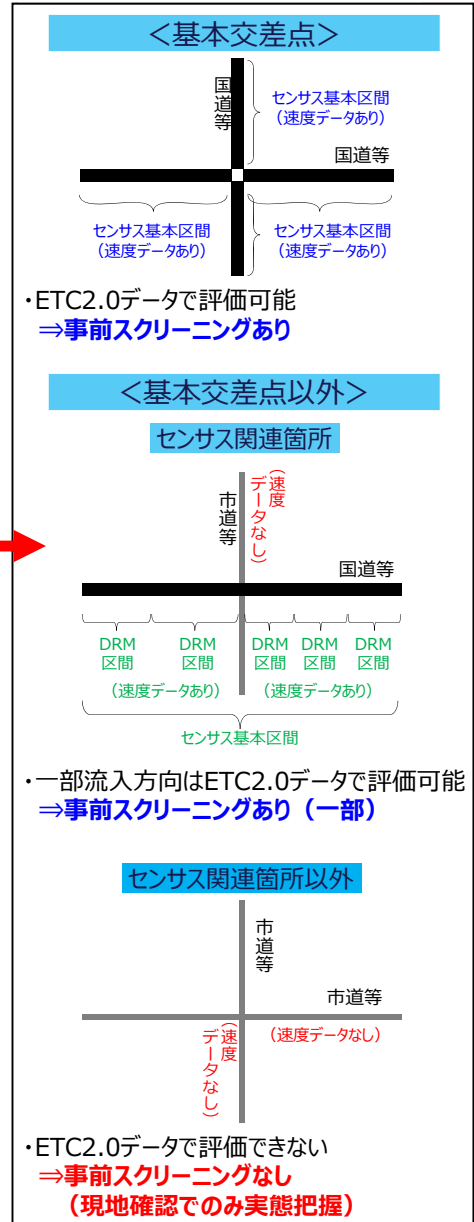 ＜基本交差点＞
国道等
センサス基本区間
（速度データあり）
国道等
センサス基本区間
（速度データあり）
センサス基本区間
（速度データあり）
・ETC2.0データで評価可能
⇒事前スクリーニングあり
＜基本交差点以外＞
センサス関連箇所
市道等
（速度
データなし）
国道等
DRM
区間
DRM
区間
DRM
区間
DRM
区間
DRM
区間
（速度データあり）
（速度データあり）
センサス基本区間
・一部流入方向はETC2.0データで評価可能
⇒事前スクリーニングあり（一部）
センサス関連箇所以外
市道等
市道等
（速度
データなし）
（速度データなし）
・ETC2.0データで評価できない
⇒事前スクリーニングなし
（現地確認でのみ実態把握）